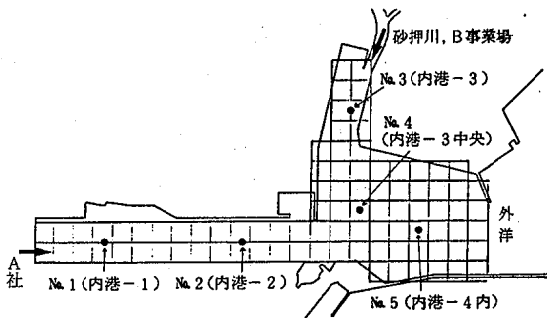 砂押川, B事業場
No.3(内港-3)
No.4
(内港-3中央)
外洋
A社
No.1(内港-1)
No.2(内港-2)
No.5(内港-4内)